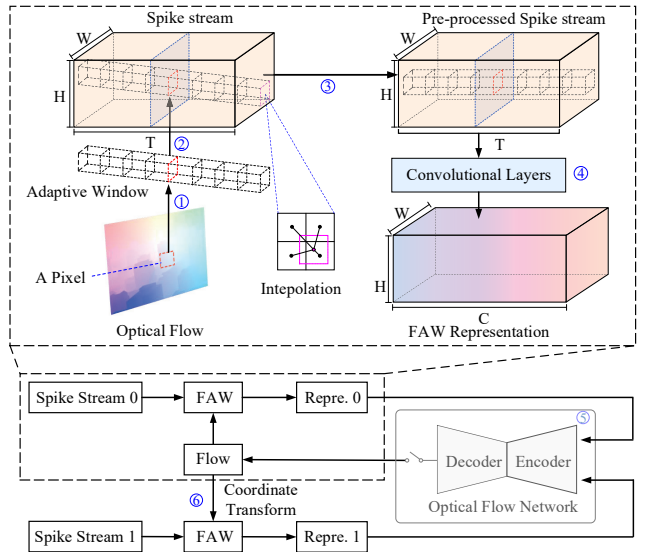 Spike stream
Pre-processed Spike stream
W
H
T
③
W
H
T
②
Adaptive Window
①
Convolutional Layers
④
A Pixel
Intepolation
Optical Flow
W
H
C
FAW Representation
Spike Stream 0
FAW
Repre. 0
⑤
Flow
Decoder
Encoder
Optical Flow Network
⑥
Coordinate
Transform
Spike Stream 1
FAW
Repre. 1